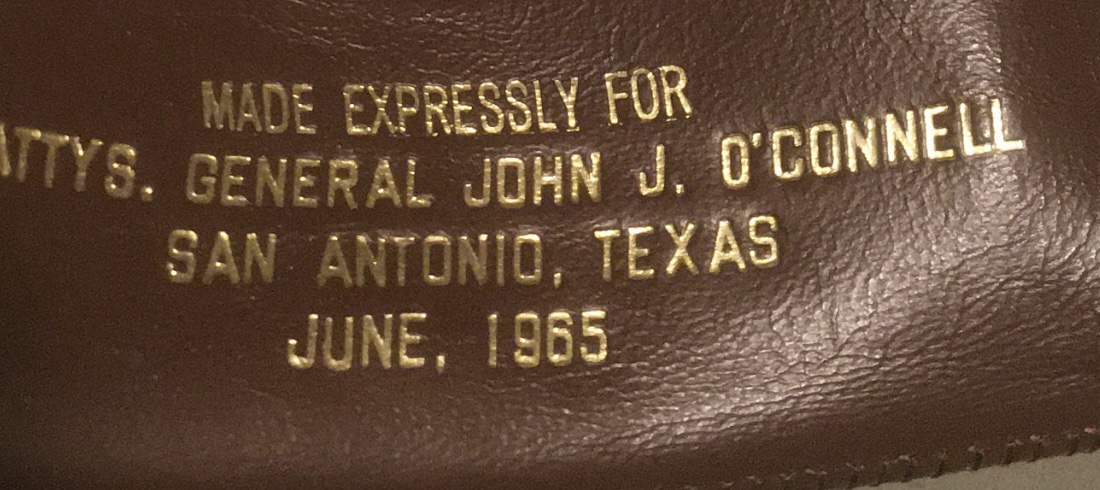 MADE EXPRESSLY FOR
ATTYS. GENERAL JOHN J. O'CONNELL
SAN ANTONIO, TEXAS
JUNE, 1965